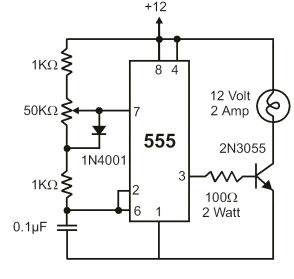 +12
1KΩ
8 4
50KΩ
7
12 Volt
2 Amp
1N4001
555
2N3055
1KΩ
2
3
6
1
100Ω
2 Watt
0.1µF